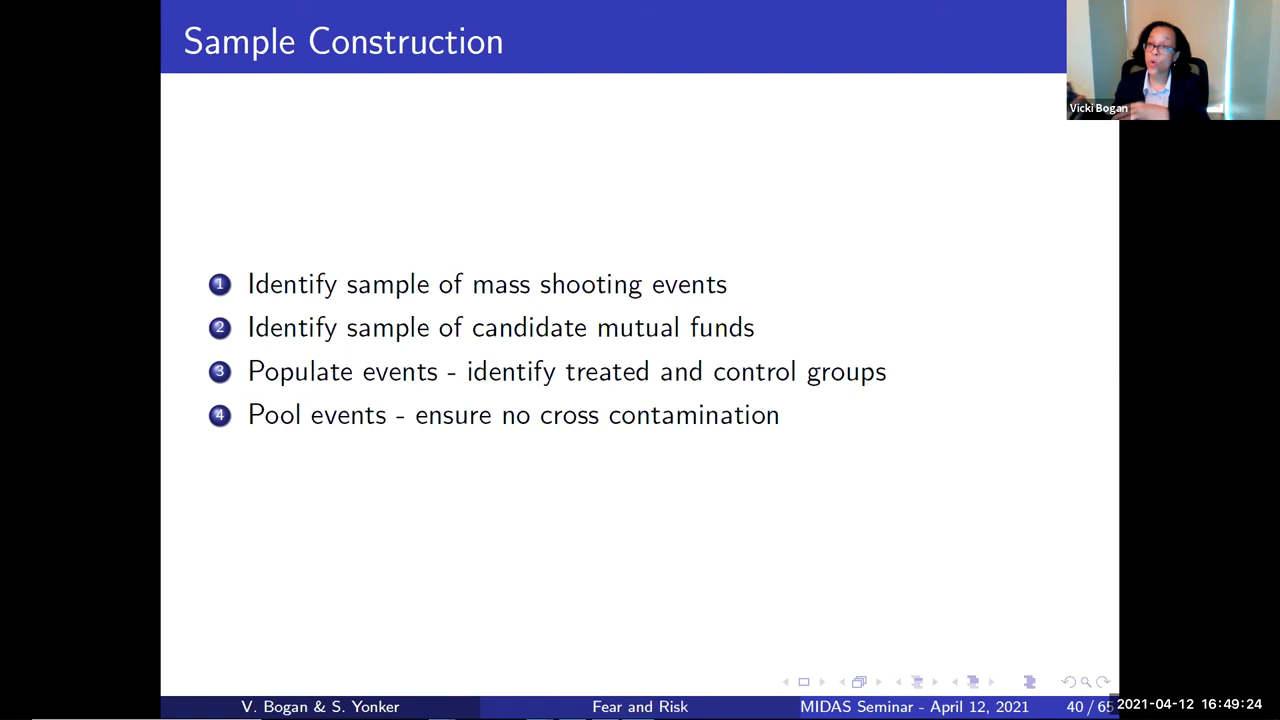 Sample Construction
Vicki Bogan
1 Identify sample of mass shooting events
2 Identify sample of candidate mutual funds
3 Populate events - identify treated and control groups
4 Pool events - ensure no cross contamination
V. Bogan & S. Yonker
Fear and Risk
MIDAS Seminar - April 12, 2021
40 / 65
2021-04-12 16:49:24